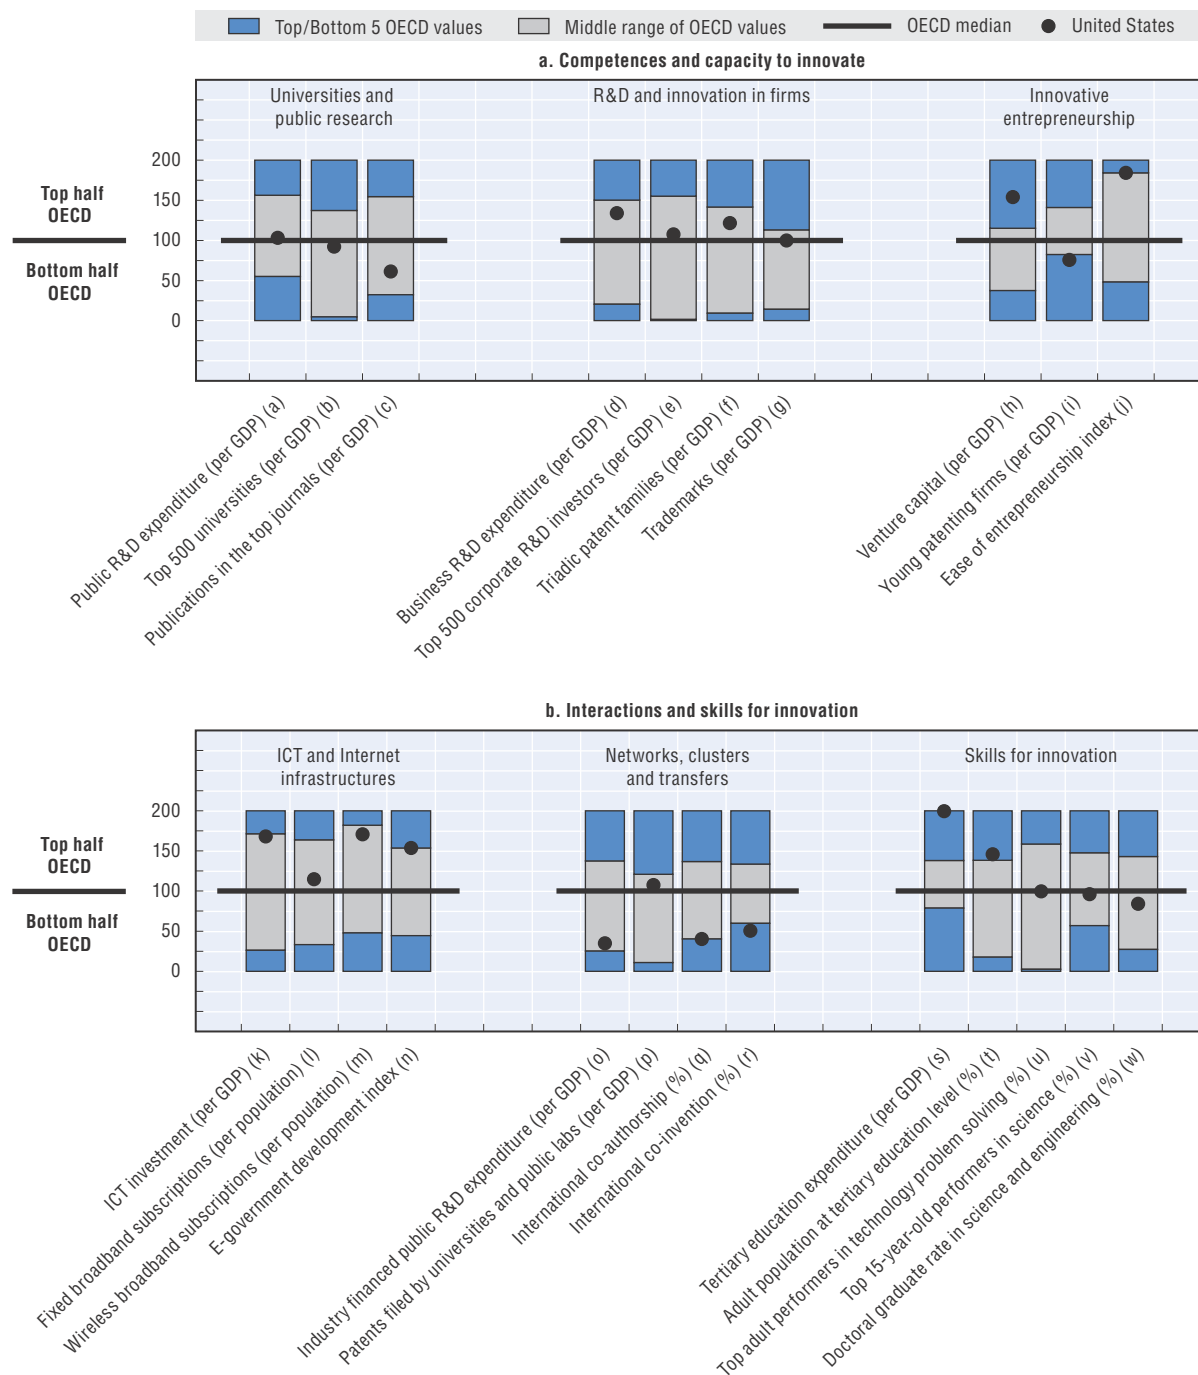 Top/Bottom 5 OECD values
Middle range of OECD values
OECD median
United States
a. Competences and capacity to innovate
Universities and
public research
R&D and innovation in firms
Innovative
entrepreneurship
200
150
100
50
0
Top half
OECD
Bottom half
OECD
Public R&D expenditure (per GDP) (a)
Top 500 universities (per GDP) (b)
Publications in the top journals (per GDP) (c)
Business R&D expenditure (per GDP) (d)
Top 500 corporate R&D investors (per GDP) (e)
Triadic patent families (per GDP) (f)
Trademarks (per GDP) (g)
Venture capital (per GDP) (h)
Young patenting firms (per GDP) (i)
Ease of entrepreneurship index (j)
b. Interactions and skills for innovation
ICT and Internet
infrastructures
Networks, clusters
and transfers
Skills for innovation
200
150
100
50
0
Top half
OECD
Bottom half
OECD
ICT investment (per GDP) (k)
Fixed broadband subscriptions (per population) (l)
Wireless broadband subscriptions (per population) (m)
E-government development index (n)
Industry financed public R&D expenditure (per GDP) (o)
Patents filed by universities and public labs (per GDP) (p)
International co-authorship (%) (q)
International co-invention (%) (r)
Tertiary education expenditure (per GDP) (s)
Adult population at tertiary education level (%) (t)
Top adult performers in technology problem solving (%) (u)
Top 15-year-old performers in science (%) (v)
Doctoral graduate rate in science and engineering (%) (w)